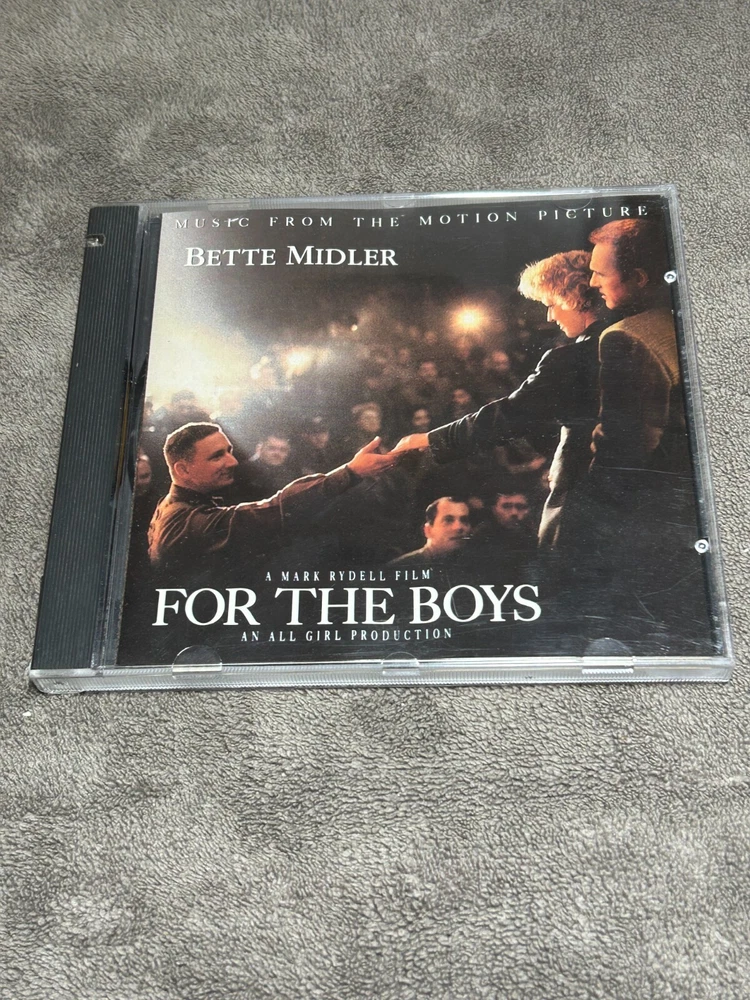 MUSIC FROM THE MOTION PICTURE
BETTE MIDLER
A MARK RYDELL FILM
FOR THE BOYS
AN ALL GIRL PRODUCTION